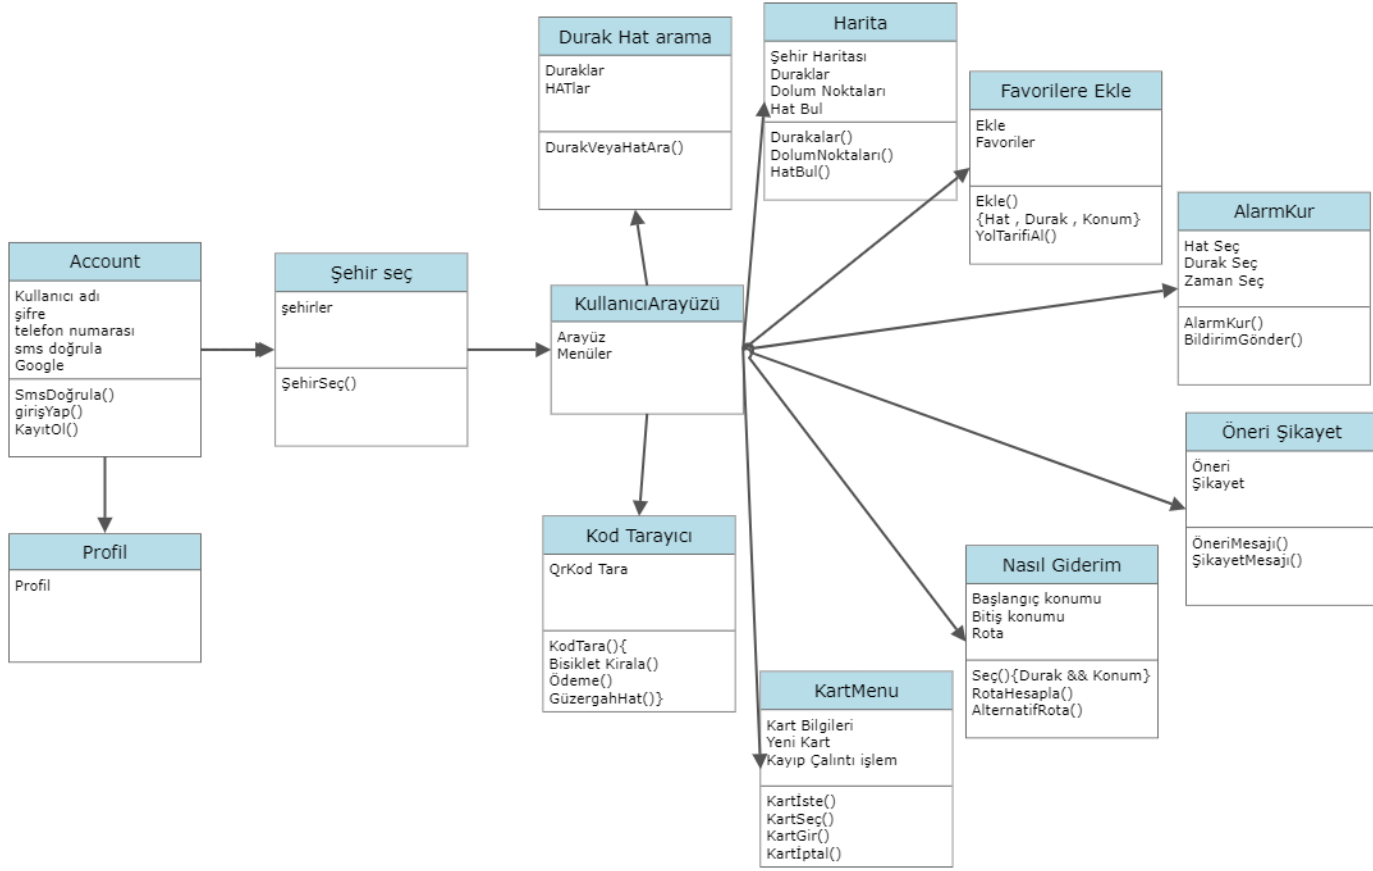 Durak Hat arama
Duraklar
HATlar
DurakVeyaHatAra()
Harita
Şehir Haritası
Duraklar
Dolum Noktaları
Hat Bul
Durakalar()
DolumNoktaları()
HatBul()
Favorilere Ekle
Ekle
Favoriler
Ekle()
{Hat , Durak , Konum}
YolTarifiAl()
AlarmKur
Hat Seç
Durak Seç
Zaman Seç
AlarmKur()
BildirimGönder()
Account
Kullanıcı adı
şifre
telefon numarası
sms doğrula
Google
SmsDoğrula()
girişYap()
KayıtOl()
Şehir seç
şehirler
ŞehirSeç()
KullanıcıArayüzü
Arayüz
Menüler
Öneri Şikayet
Öneri
Şikayet
ÖneriMesajı()
ŞikayetMesajı()
Profil
Profil
Kod Tarayıcı
QrKod Tara
KodTara(){
Bisiklet Kirala()
Ödeme()
GüzergahHat()}
Nasıl Giderim
Başlangıç konumu
Bitiş konumu
Rota
Seç(){Durak && Konum}
RotaHesapla()
AlternatifRota()
KartMenu
Kart Bilgileri
Yeni Kart
Kayıp Çalıntı işlem
Kartİste()
KartSeç()
KartGir()
Kartİptal()